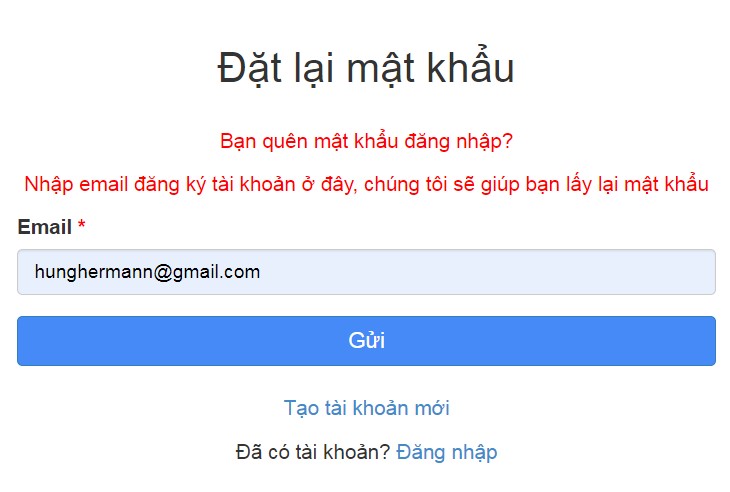 Đặt lại mật khẩu
Bạn quên mật khẩu đăng nhập?
Nhập email đăng ký tài khoản ở đây, chúng tôi sẽ giúp bạn lấy lại mật khẩu
Email *
hunghermann@gmail.com
Gửi
Tạo tài khoản mới
Đã có tài khoản? Đăng nhập